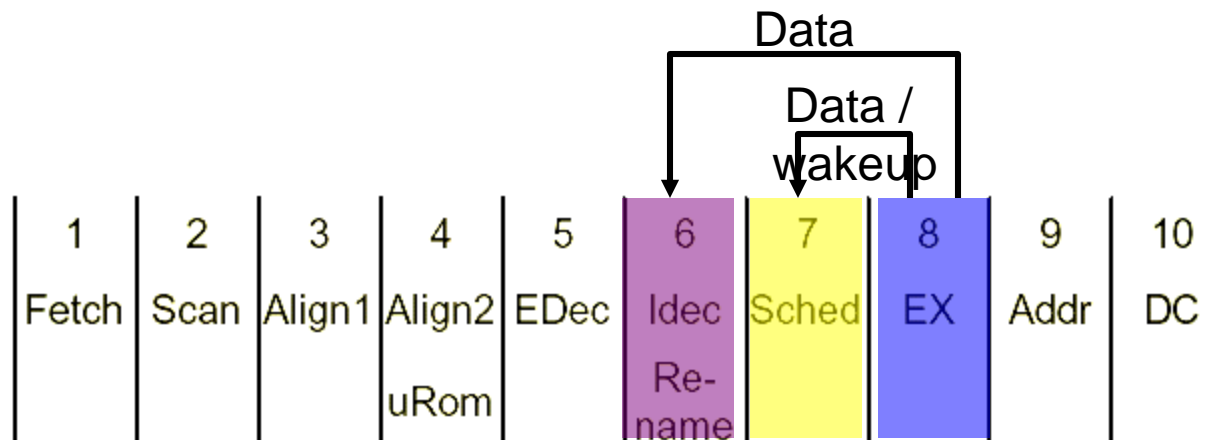 Data
Data /
wakeup
1 2 3 4 5 6 7 8 9 10
Fetch Scan Align1 Align2 EDec Idec Sched EX Addr DC
Re-
uRom
name